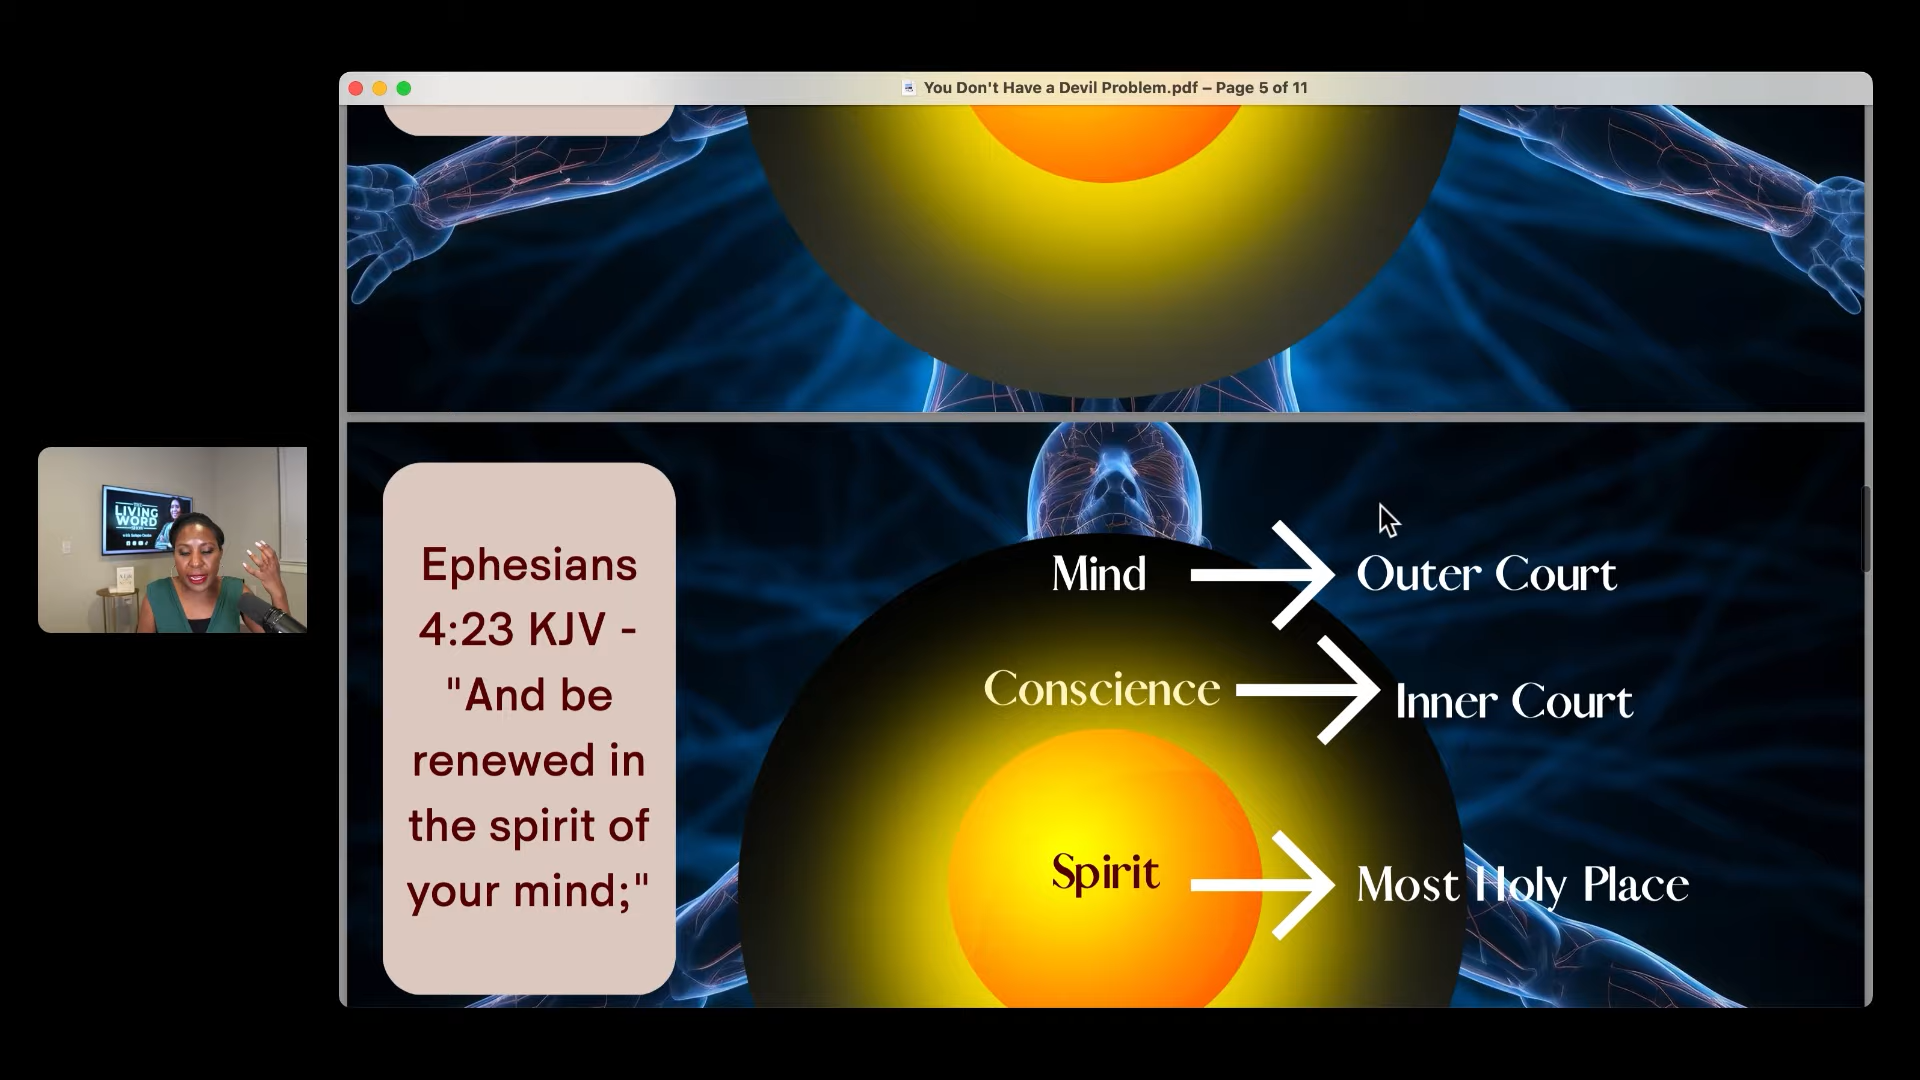 You Don't Have a Devil Problem.pdf – Page 5 of 11
LIVING
WORD
Ephesians
4:23 KJV -
"And be
renewed in
the spirit of
your mind;"
Mind
Outer Court
Conscience
Inner Court
Spirit
Most Holy Place